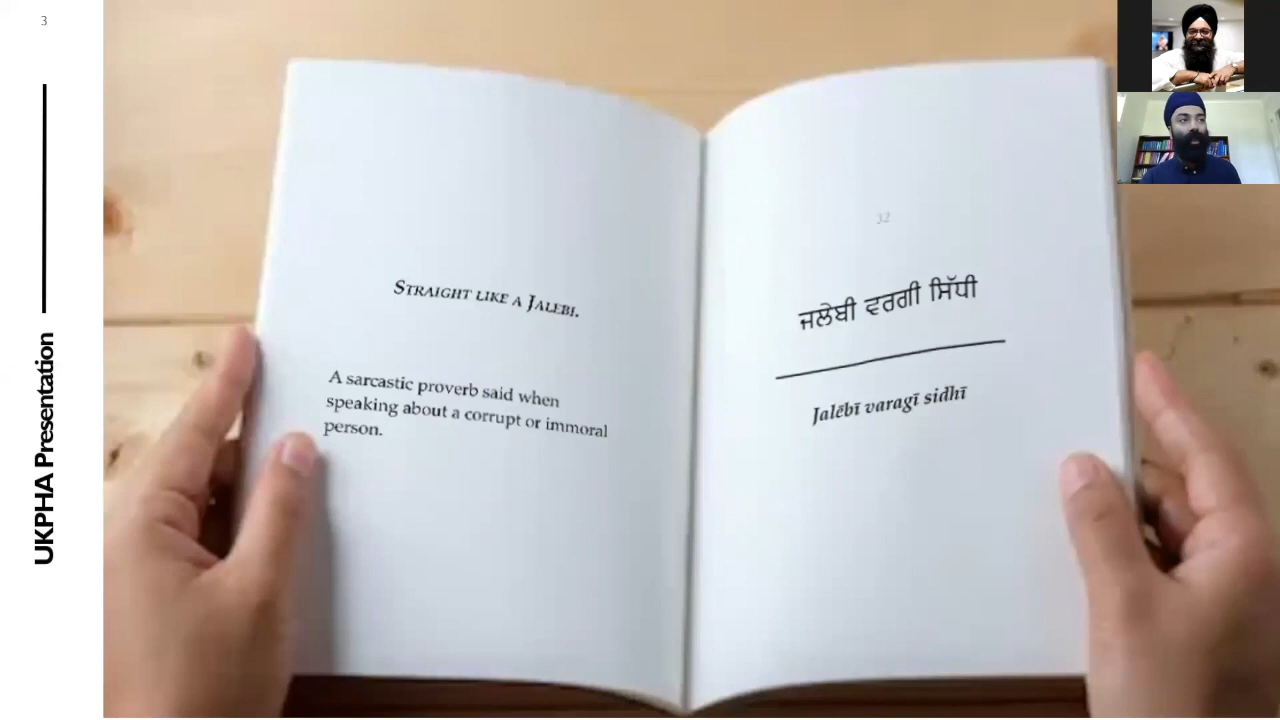 3
UKPHA Presentation
STRAIGHT LIKE A JALEBI.
A sarcastic proverb said when
speaking about a corrupt or immoral
person.
32
ਜਲੇਬੀ ਵਰਗੀ ਸਿੱਧੀ
Jalēbī varagī sidhī